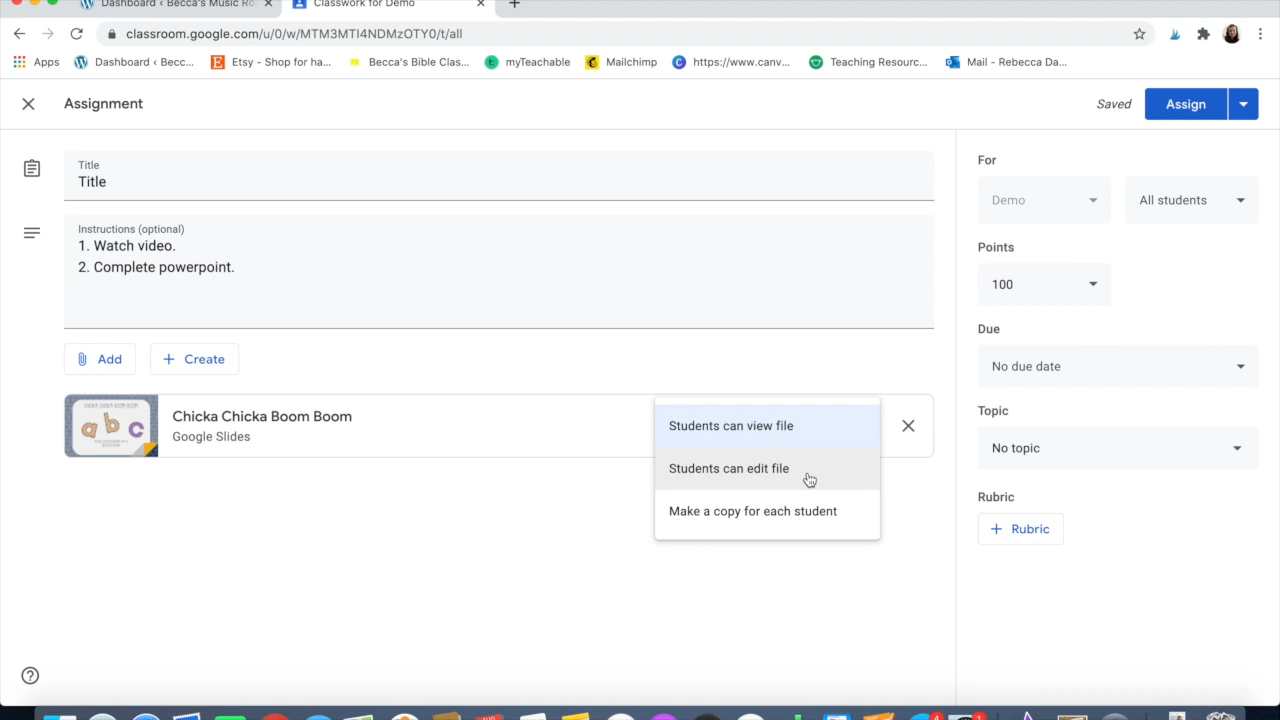 Dashboard ‹ Becca's Music Ro
Classwork for Demo
classroom.google.com/u/0/w/MTM3MTI4NDMzOTY0/t/all
Apps
Dashboard ‹ Becc...
Etsy - Shop for ha...
Becca's Bible Clas...
myTeachable
Mailchimp
https://www.canv...
Teaching Resourc...
Mail - Rebecca Da...
Assignment
Saved
Assign
Title
Title
Instructions (optional)
1. Watch video.
2. Complete powerpoint.
Add
Create
CHICKA CHICKA BOOM BOOM
a b c
Chicka Chicka Boom Boom
Google Slides
Students can view file
Students can edit file
Make a copy for each student
For
Demo
All students
Points
100
Due
No due date
Topic
No topic
Rubric
Rubric